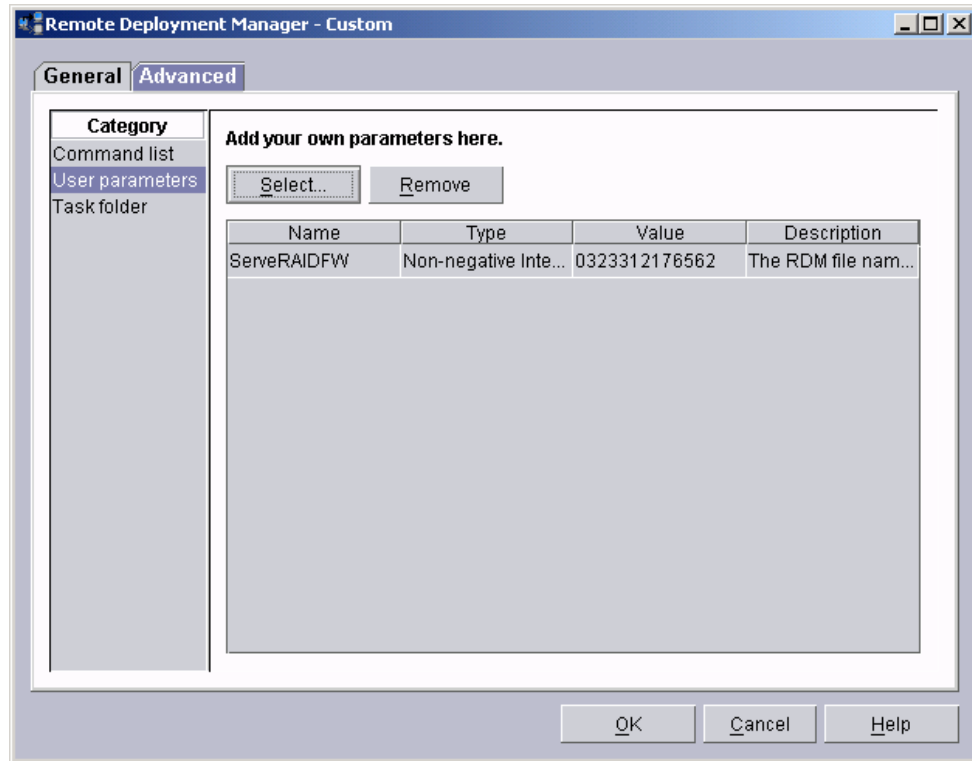 Remote Deployment Manager - Custom
General Advanced
Category
Command list
User parameters
Task folder
Add your own parameters here.
Select... Remove
Name Type Value Description
ServeRAIDFW Non-negative Inte... 0323312176562 The RDM file nam...
OK Cancel Help